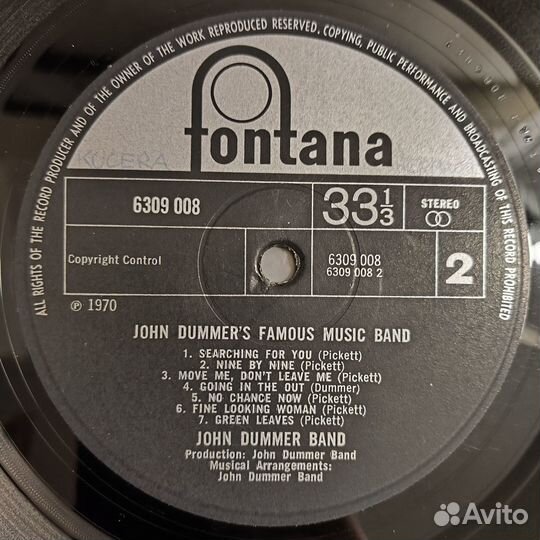 ALL RIGHTS OF THE RECORD PRODUCER AND OF THE OWNER OF THE WORK REPRODUCED RESERVED. COPYING, PUBLIC PERFORMANCE AND BROADCASTING OF THIS RECORD PROHIBITED
fontana
KUCERA
6309 008
33 1/3
STEREO
Copyright Control
6309 008
6309 008 2
2
℗ 1970
JOHN DUMMER'S FAMOUS MUSIC BAND
1. SEARCHING FOR YOU (Pickett)
2. NINE BY NINE (Pickett)
3. MOVE ME, DON'T LEAVE ME (Pickett)
4. GOING IN THE OUT (Dummer)
5. NO CHANCE NOW (Pickett)
6. FINE LOOKING WOMAN (Pickett)
7. GREEN LEAVES (Pickett)
JOHN DUMMER BAND
Production: John Dummer Band
Musical Arrangements:
John Dummer Band
Avito